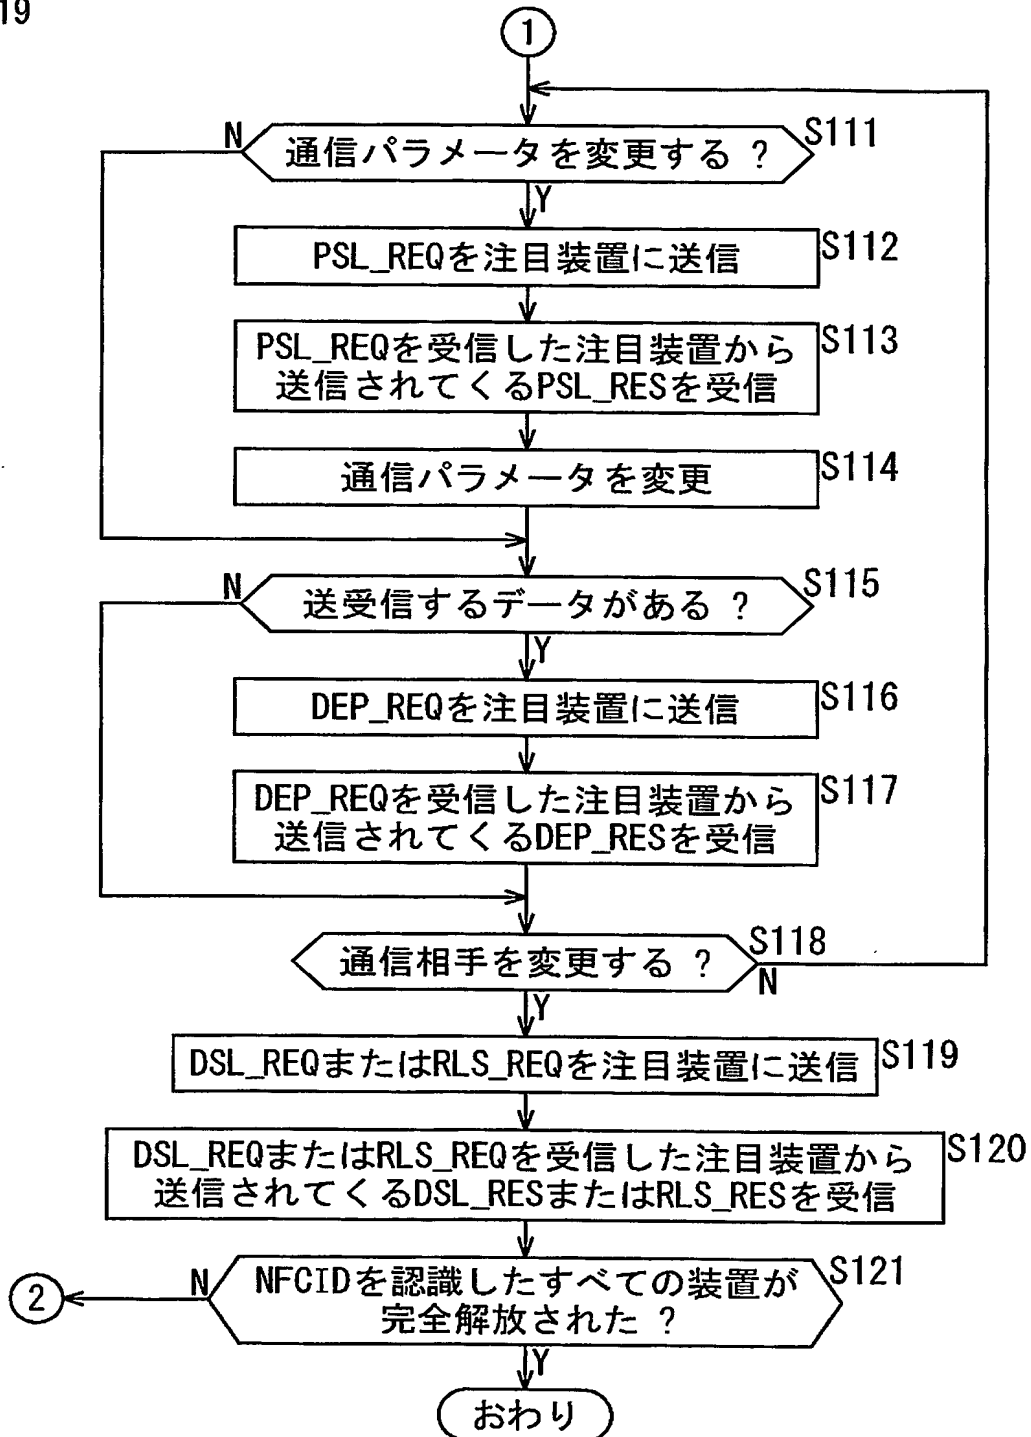 19
1
通信パラメータを変更する ?
S111
N
Y
PSL_REQを注目装置に送信
S112
PSL_REQを受信した注目装置から
送信されてくるPSL_RESを受信
S113
通信パラメータを変更
S114
送受信するデータがある ?
S115
N
Y
DEP_REQを注目装置に送信
S116
DEP_REQを受信した注目装置から
送信されてくるDEP_RESを受信
S117
通信相手を変更する ?
S118
N
Y
DSL_REQまたはRLS_REQを注目装置に送信
S119
DSL_REQまたはRLS_REQを受信した注目装置から
送信されてくるDSL_RESまたはRLS_RESを受信
S120
NFCIDを認識したすべての装置が
完全解放された ?
S121
N
2
Y
おわり